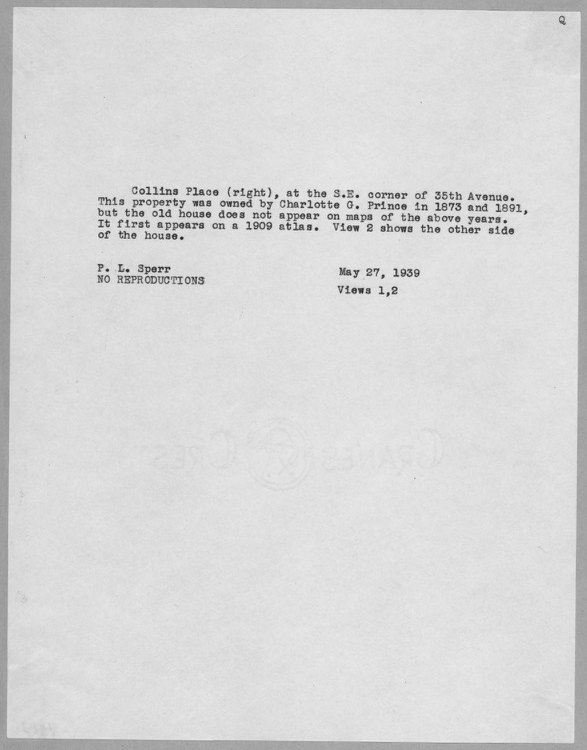 Q
Collins Place (right), at the S.E. corner of 35th Avenue.
This property was owned by Charlotte G. Prince in 1873 and 1891,
but the old house does not appear on maps of the above years.
It first appears on a 1909 atlas. View 2 shows the other side
of the house.
P. L. Sperr
May 27, 1939
NO REPRODUCTIONS
Views 1,2
CRANE'S CREST